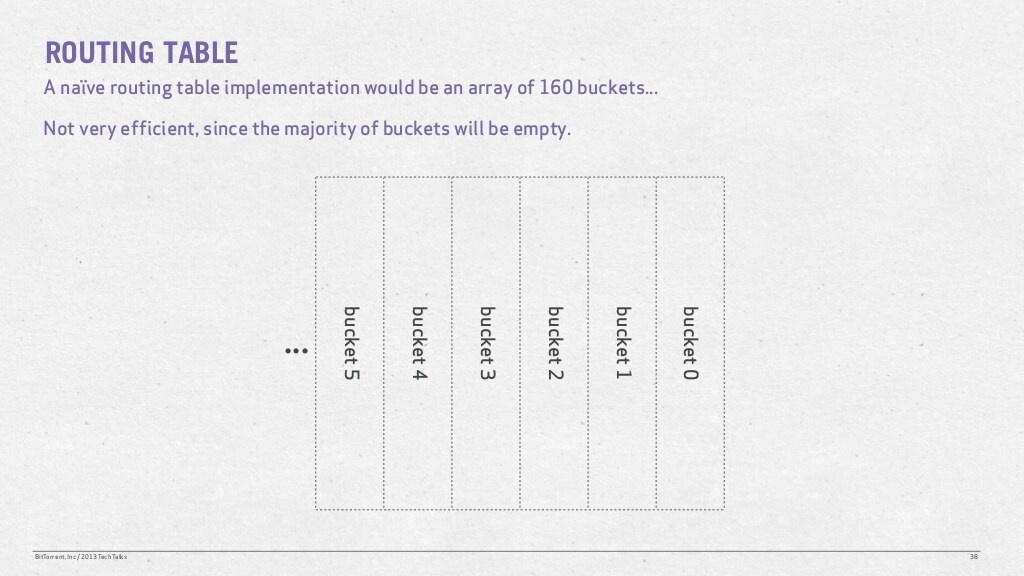 ROUTING TABLE
A naïve routing table implementation would be an array of 160 buckets...
Not very efficient, since the majority of buckets will be empty.
...
bucket 5
bucket 4
bucket 3
bucket 2
bucket 1
bucket 0
BitTorrent, Inc / 2013 Tech Talks
38